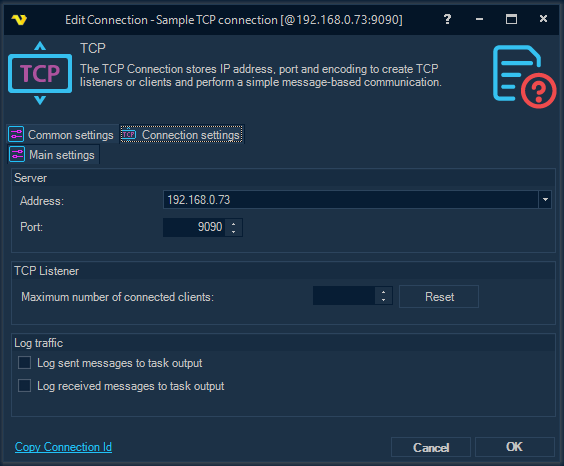 Edit Connection - Sample TCP connection [@192.168.0.73:9090]
?
TCP
TCP
The TCP Connection stores IP address, port and encoding to create TCP
listeners or clients and perform a simple message-based communication.
?
Common settings
TCP Connection settings
Main settings
Server
Address: 192.168.0.73
Port: 9090
TCP Listener
Maximum number of connected clients: Reset
Log traffic
Log sent messages to task output
Log received messages to task output
Copy Connection Id Cancel OK